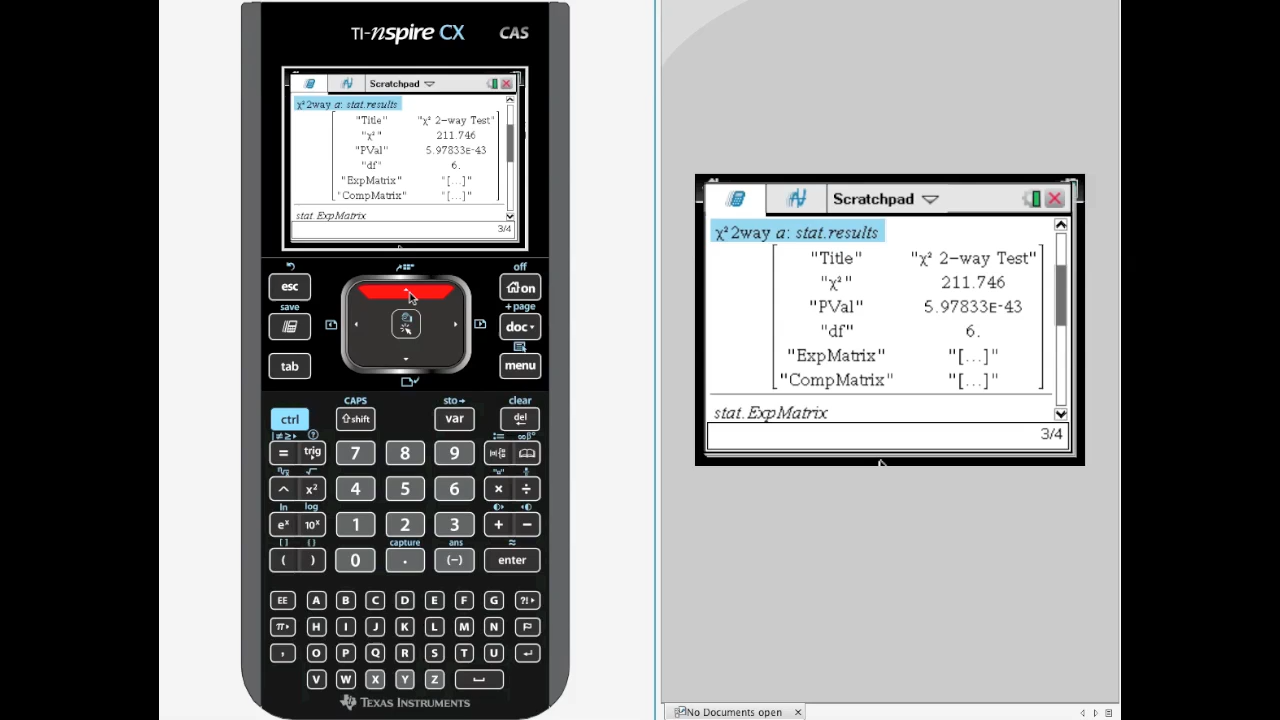 TI-nspire CX CAS
Scratchpad
χ²2way a: stat.results
"Title" "χ² 2-way Test"
"χ²" 211.746
"PVal" 5.97833E-43
"df" 6.
"ExpMatrix" "[...]"
"CompMatrix" "[...]"
stat.ExpMatrix
3/4
off
esc
on
save
+page
doc
tab
menu
CAPS
sto→
clear
ctrl
shift
var
del
=
trig
7
8
9
^
x²
4
5
6
×
÷
ln
log
eˣ
10ˣ
1
2
3
+
−
[ ]
{ }
capture
ans
≈
(
)
0
.
(−)
enter
EE
A
B
C
D
E
F
G
?!
π
H
I
J
K
L
M
N
,
O
P
Q
R
S
T
U
V
W
X
Y
Z
TEXAS INSTRUMENTS
Scratchpad
χ²2way a: stat.results
"Title" "χ² 2-way Test"
"χ²" 211.746
"PVal" 5.97833E-43
"df" 6.
"ExpMatrix" "[...]"
"CompMatrix" "[...]"
stat.ExpMatrix
3/4
No Documents open